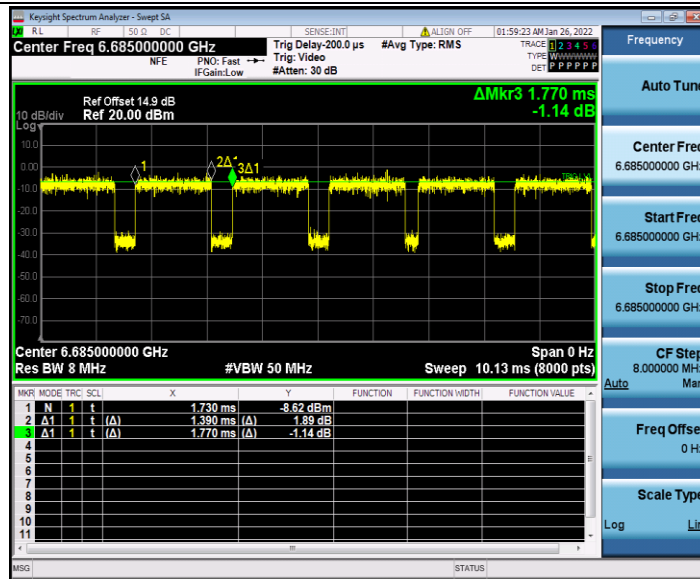 Keysight Spectrum Analyzer - Swept SA
RL RF 50 Ω DC SENSE:INT ALIGN OFF 01:59:23 AM Jan 26, 2022
Center Freq 6.685000000 GHz Trig Delay-200.0 µs #Avg Type: RMS TRACE 1 2 3 4 5 6
NFE PNO: Fast Trig: Video TYPE WWWWWW
IFGain:Low #Atten: 30 dB DET P P P P P P
ΔMkr3 1.770 ms
-1.14 dB
Ref Offset 14.9 dB
10 dB/div Ref 20.00 dBm
Log
10.0
0.00
-10.0
-20.0
-30.0
-40.0
-50.0
-60.0
-70.0
1
2Δ1
3Δ1
Center 6.685000000 GHz Span 0 Hz
Res BW 8 MHz #VBW 50 MHz Sweep 10.13 ms (8000 pts)
MKR MODE TRC SCL X Y FUNCTION FUNCTION WIDTH FUNCTION VALUE
1 N 1 t 1.730 ms -8.62 dBm
2 Δ1 1 t (Δ) 1.390 ms (Δ) 1.89 dB
3 Δ1 1 t (Δ) 1.770 ms (Δ) -1.14 dB
4
5
6
7
8
9
10
11
MSG STATUS
Frequency
Auto Tune
Center Freq
6.685000000 GHz
Start Freq
6.685000000 GHz
Stop Freq
6.685000000 GHz
CF Step
8.000000 MHz
Auto Man
Freq Offset
0 Hz
Scale Type
Log Lin